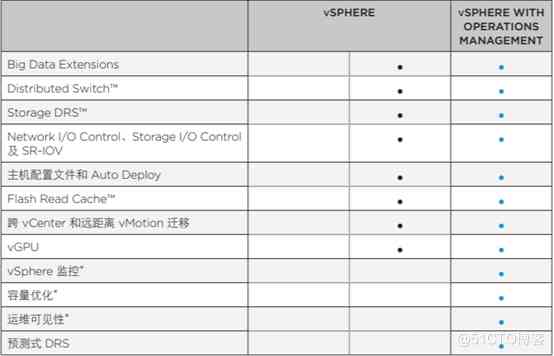 vSPHERE
vSPHERE WITH
OPERATIONS
MANAGEMENT
Big Data Extensions
Distributed Switch™
Storage DRS™
Network I/O Control、Storage I/O Control
及 SR-IOV
主机配置文件和 Auto Deploy
Flash Read Cache™
跨 vCenter 和远距离 vMotion 迁移
vGPU
vSphere 监控*
容量优化*
运维可见性*
预测式 DRS
@51CTO博客